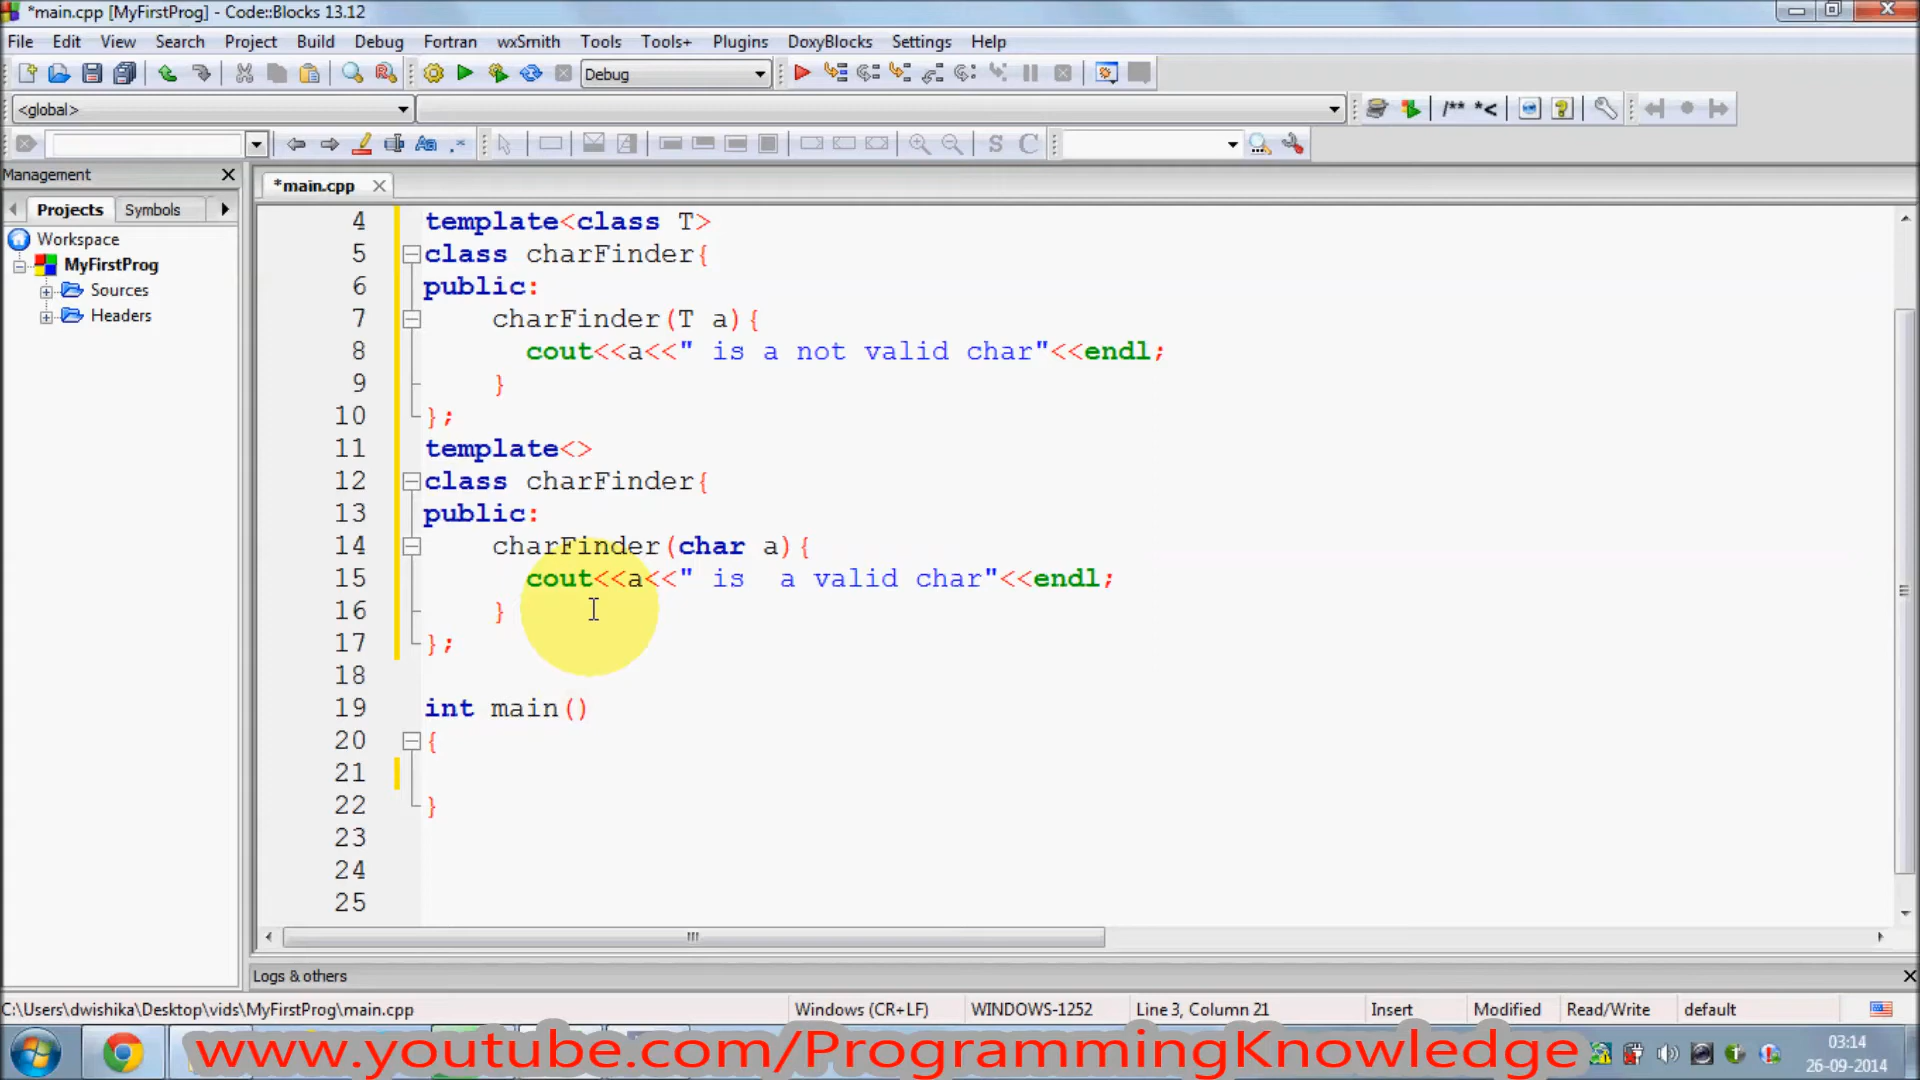 *main.cpp [MyFirstProg] - Code::Blocks 13.12
File Edit View Search Project Build Debug Fortran wxSmith Tools Tools+ Plugins DoxyBlocks Settings Help
Debug
<global>
/** *<
S C
Management
*main.cpp
Projects Symbols
Workspace
MyFirstProg
Sources
Headers
4 template<class T>
5 class charFinder{
6 public:
7 charFinder(T a){
8 cout<<a<<" is a not valid char"<<endl;
9 }
10 };
11 template<>
12 class charFinder{
13 public:
14 charFinder(char a){
15 cout<<a<<" is  a valid char"<<endl;
16 }
17 };
18
19 int main()
20 {
21
22 }
23
24
25
Logs & others
C:\Users\dwishika\Desktop\vids\MyFirstProg\main.cpp Windows (CR+LF) WINDOWS-1252 Line 3, Column 21 Insert Modified Read/Write default
www.youtube.com/ProgrammingKnowledge
03:14
26-09-2014